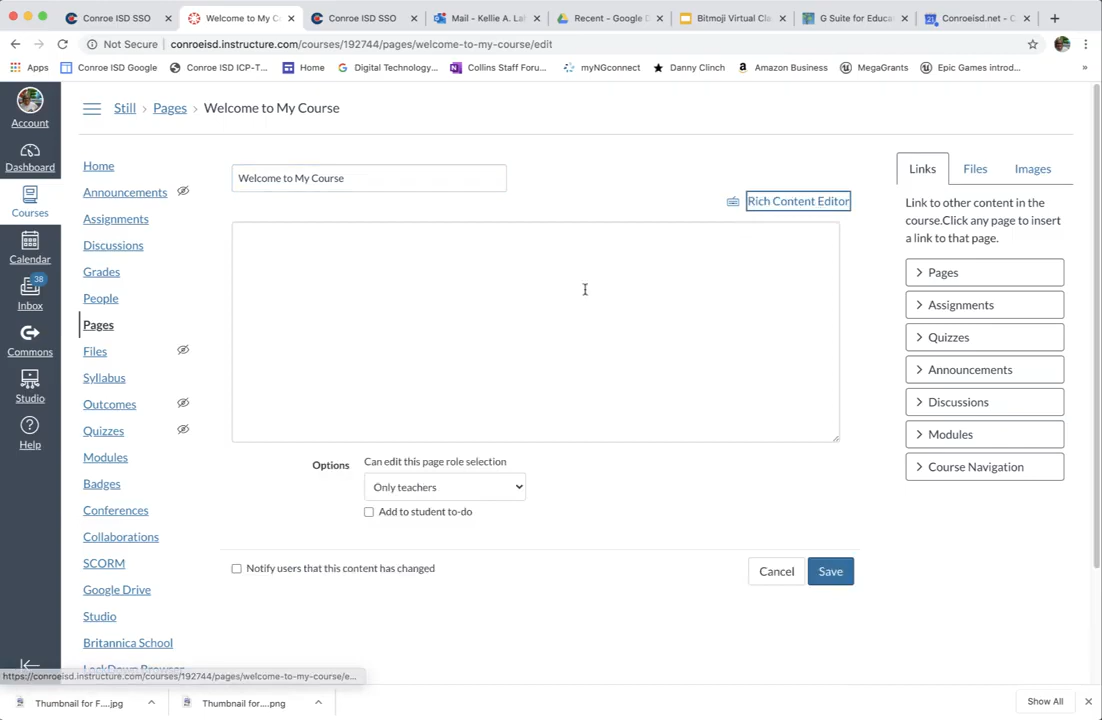 Conroe ISD SSO
Welcome to My C
Conroe ISD SSO
Mail - Kellie A. La
Recent - Google D
Bitmoji Virtual Cla
G Suite for Educa
Conroeisd.net - C
Not Secure
conroeisd.instructure.com/courses/192744/pages/welcome-to-my-course/edit
Apps
Conroe ISD Google
Conroe ISD ICP-T...
Home
Digital Technology...
Collins Staff Foru...
myNGconnect
Danny Clinch
Amazon Business
MegaGrants
Epic Games introd...
»
Account
Dashboard
Courses
Calendar
38
Inbox
Commons
Studio
Help
Still > Pages > Welcome to My Course
Home
Announcements
Assignments
Discussions
Grades
People
Pages
Files
Syllabus
Outcomes
Quizzes
Modules
Badges
Conferences
Collaborations
SCORM
Google Drive
Studio
Britannica School
LockDown Browser
Welcome to My Course
Rich Content Editor
Options
Can edit this page role selection
Only teachers
Add to student to-do
Notify users that this content has changed
Cancel
Save
Links
Files
Images
Link to other content in the
course.Click any page to insert
a link to that page.
Pages
Assignments
Quizzes
Announcements
Discussions
Modules
Course Navigation
https://conroeisd.instructure.com/courses/192744/pages/welcome-to-my-course/e...
Thumbnail for F....jpg
Thumbnail for....png
Show All